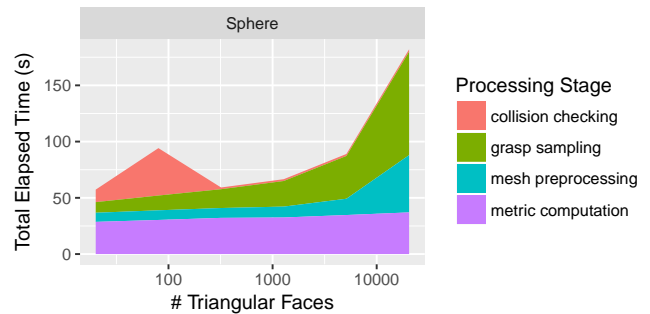 Sphere
Total Elapsed Time (s)
150
100
50
0
100
1000
10000
# Triangular Faces
Processing Stage
collision checking
grasp sampling
mesh preprocessing
metric computation